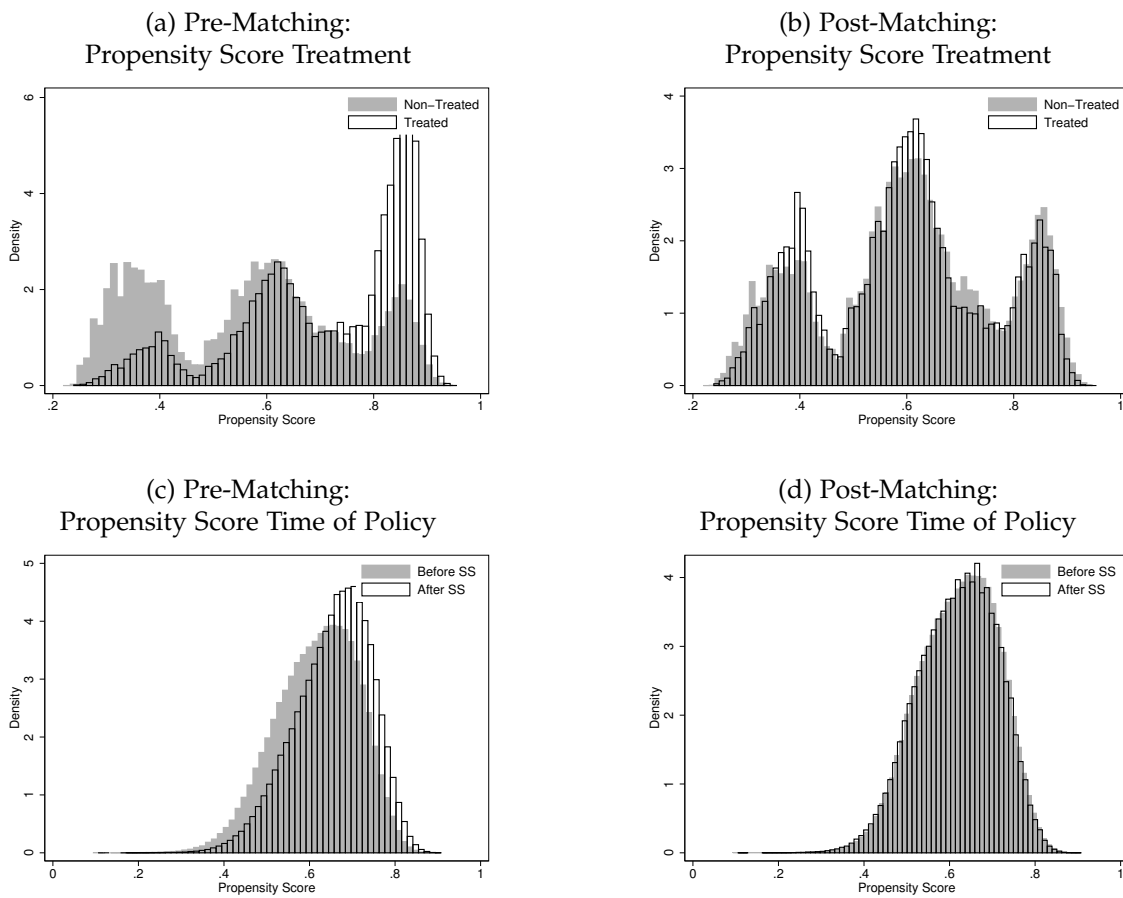 (a) Pre-Matching:
Propensity Score Treatment
6
4
2
0
Density
Non−Treated
Treated
.2 .4 .6 .8 1
Propensity Score
(b) Post-Matching:
Propensity Score Treatment
4
3
2
1
0
Density
Non−Treated
Treated
.2 .4 .6 .8 1
Propensity Score
(c) Pre-Matching:
Propensity Score Time of Policy
5
4
3
2
1
0
Density
Before SS
After SS
0 .2 .4 .6 .8 1
Propensity Score
(d) Post-Matching:
Propensity Score Time of Policy
4
3
2
1
0
Density
Before SS
After SS
0 .2 .4 .6 .8 1
Propensity Score